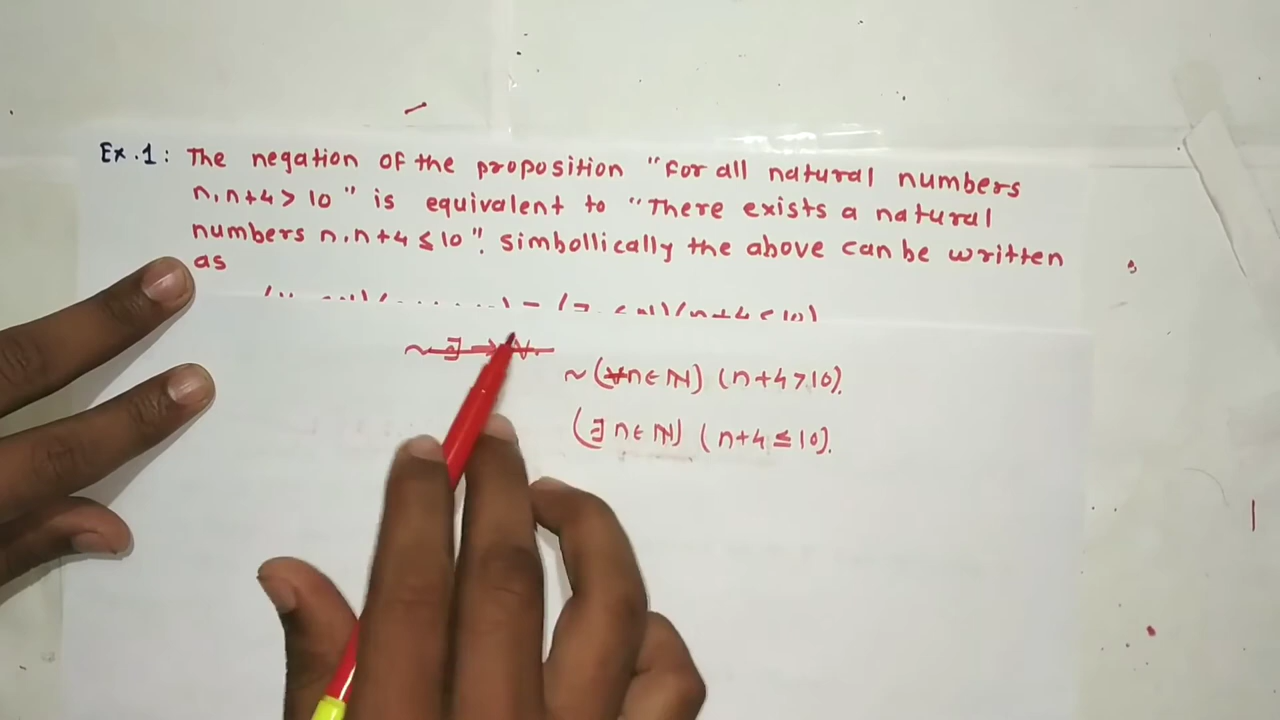 Ex.1: The negation of the proposition "For all natural numbers
n, n+4 > 10" is equivalent to "There exists a natural
numbers n, n+4 ≤ 10". simbollically the above can be written
as
~ ∃ → ∀.
~ (∀n ∈ ℕ) (n+4 > 10).
(∃ n ∈ ℕ) (n+4 ≤ 10).